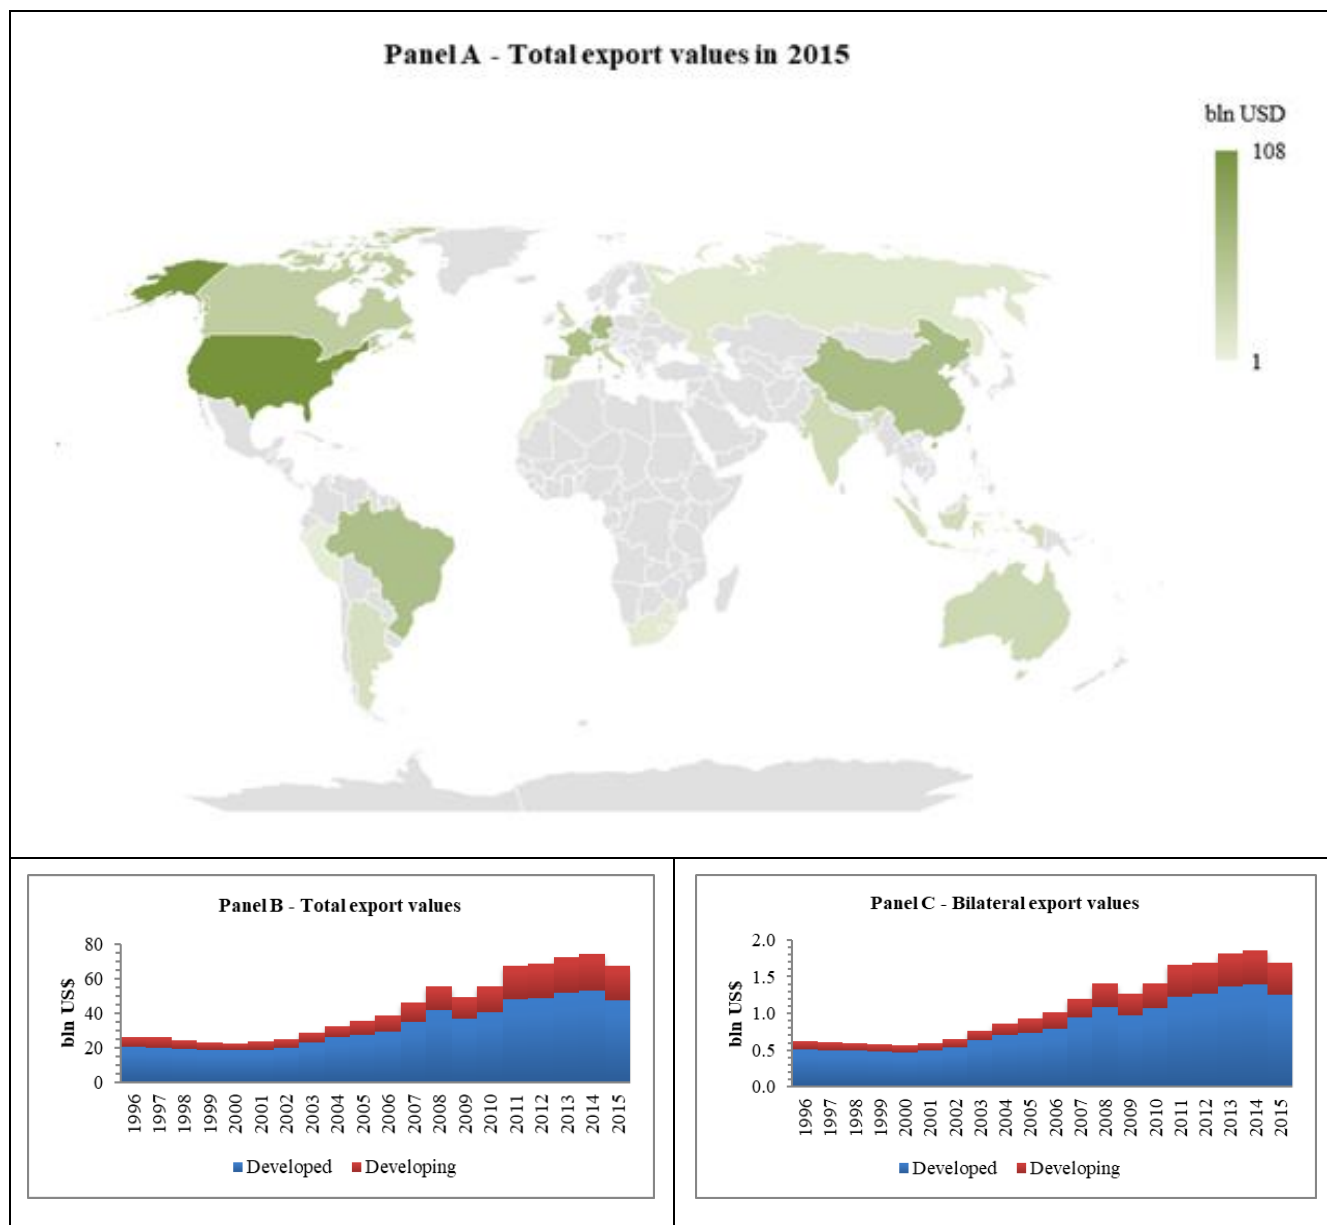 Panel A - Total export values in 2015
bln USD
108
1
Panel B - Total export values
80
60
40
20
0
bln US$
1996 1997 1998 1999 2000 2001 2002 2003 2004 2005 2006 2007 2008 2009 2010 2011 2012 2013 2014 2015
Developed Developing
Panel C - Bilateral export values
2.0
1.5
1.0
0.5
0.0
bln US$
1996 1997 1998 1999 2000 2001 2002 2003 2004 2005 2006 2007 2008 2009 2010 2011 2012 2013 2014 2015
Developed Developing